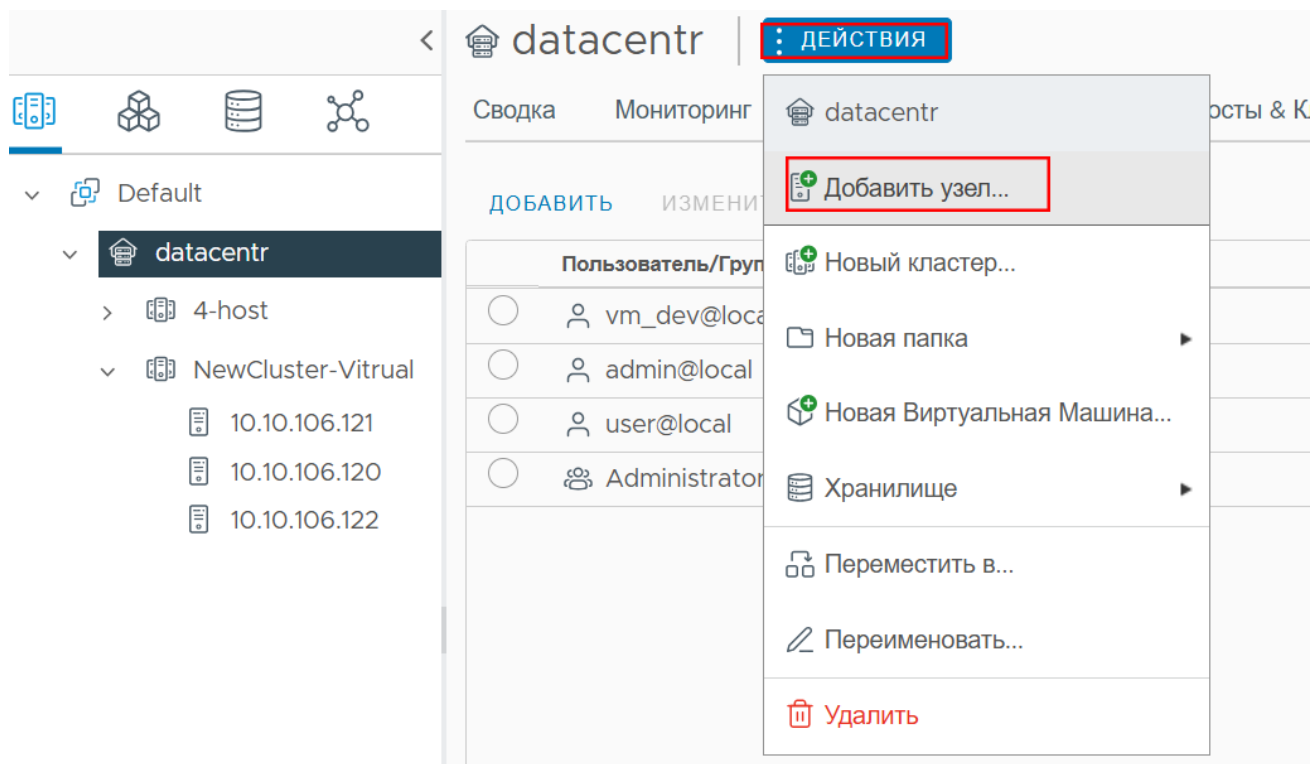 datacentr
ДЕЙСТВИЯ
Сводка
Мониторинг
Default
datacentr
4-host
NewCluster-Vitrual
10.10.106.121
10.10.106.120
10.10.106.122
ДОБАВИТЬ
Пользователь/Груп
vm_dev@loca
admin@local
user@local
Administrator
datacentr
Добавить узел...
Новый кластер...
Новая папка
Новая Виртуальная Машина...
Хранилище
Переместить в...
Переименовать...
Удалить